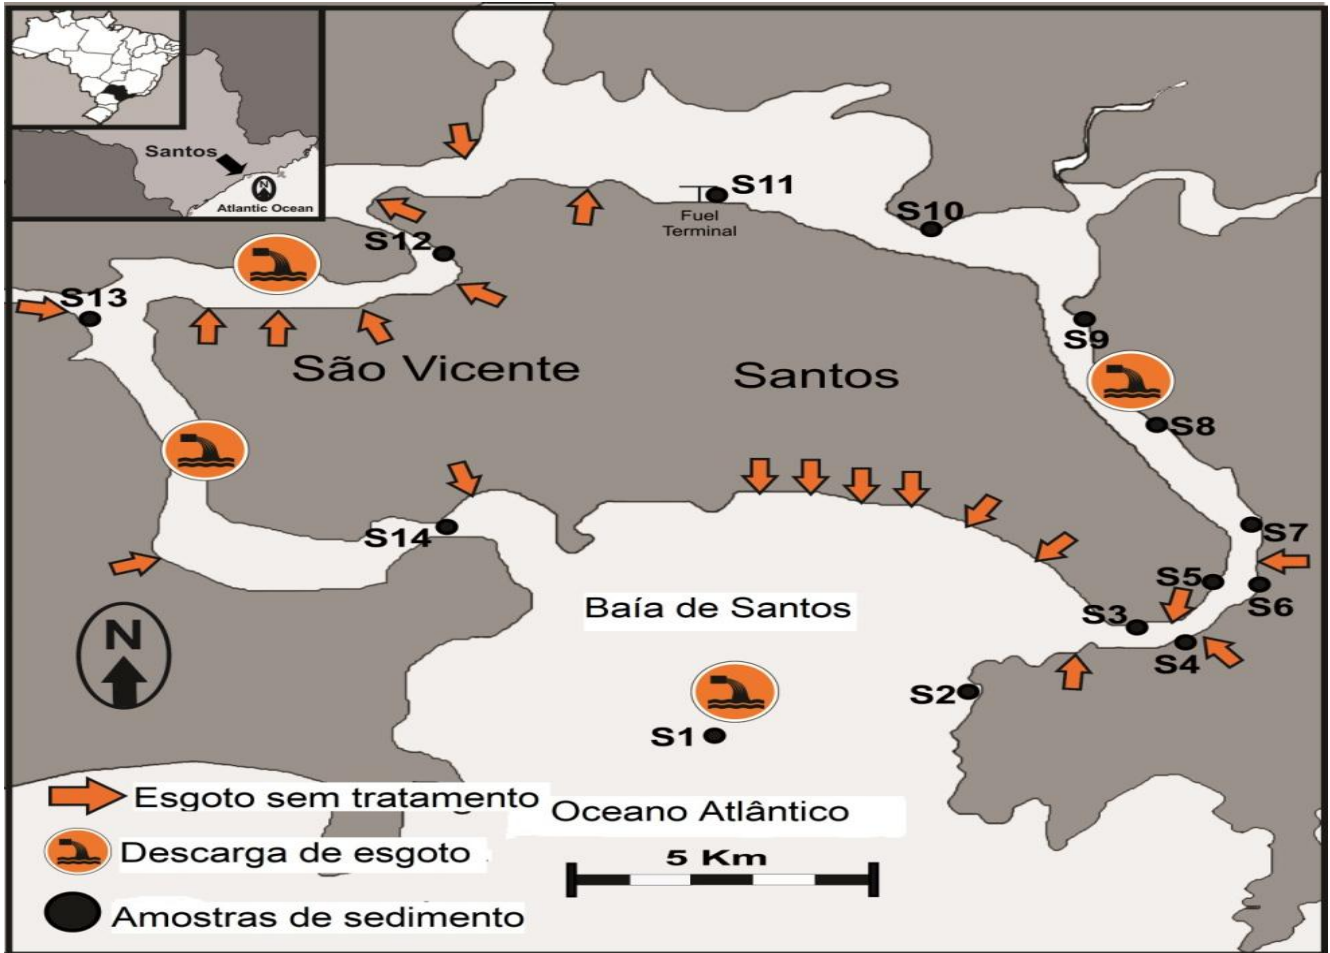 Santos
N
Atlantic Ocean
S11
Fuel
Terminal
S10
S12
S13
S9
São Vicente
Santos
S8
S14
S7
S5
S6
Baía de Santos
S3
S4
N
S2
S1
Esgoto sem tratamento
Oceano Atlântico
Descarga de esgoto
5 Km
Amostras de sedimento